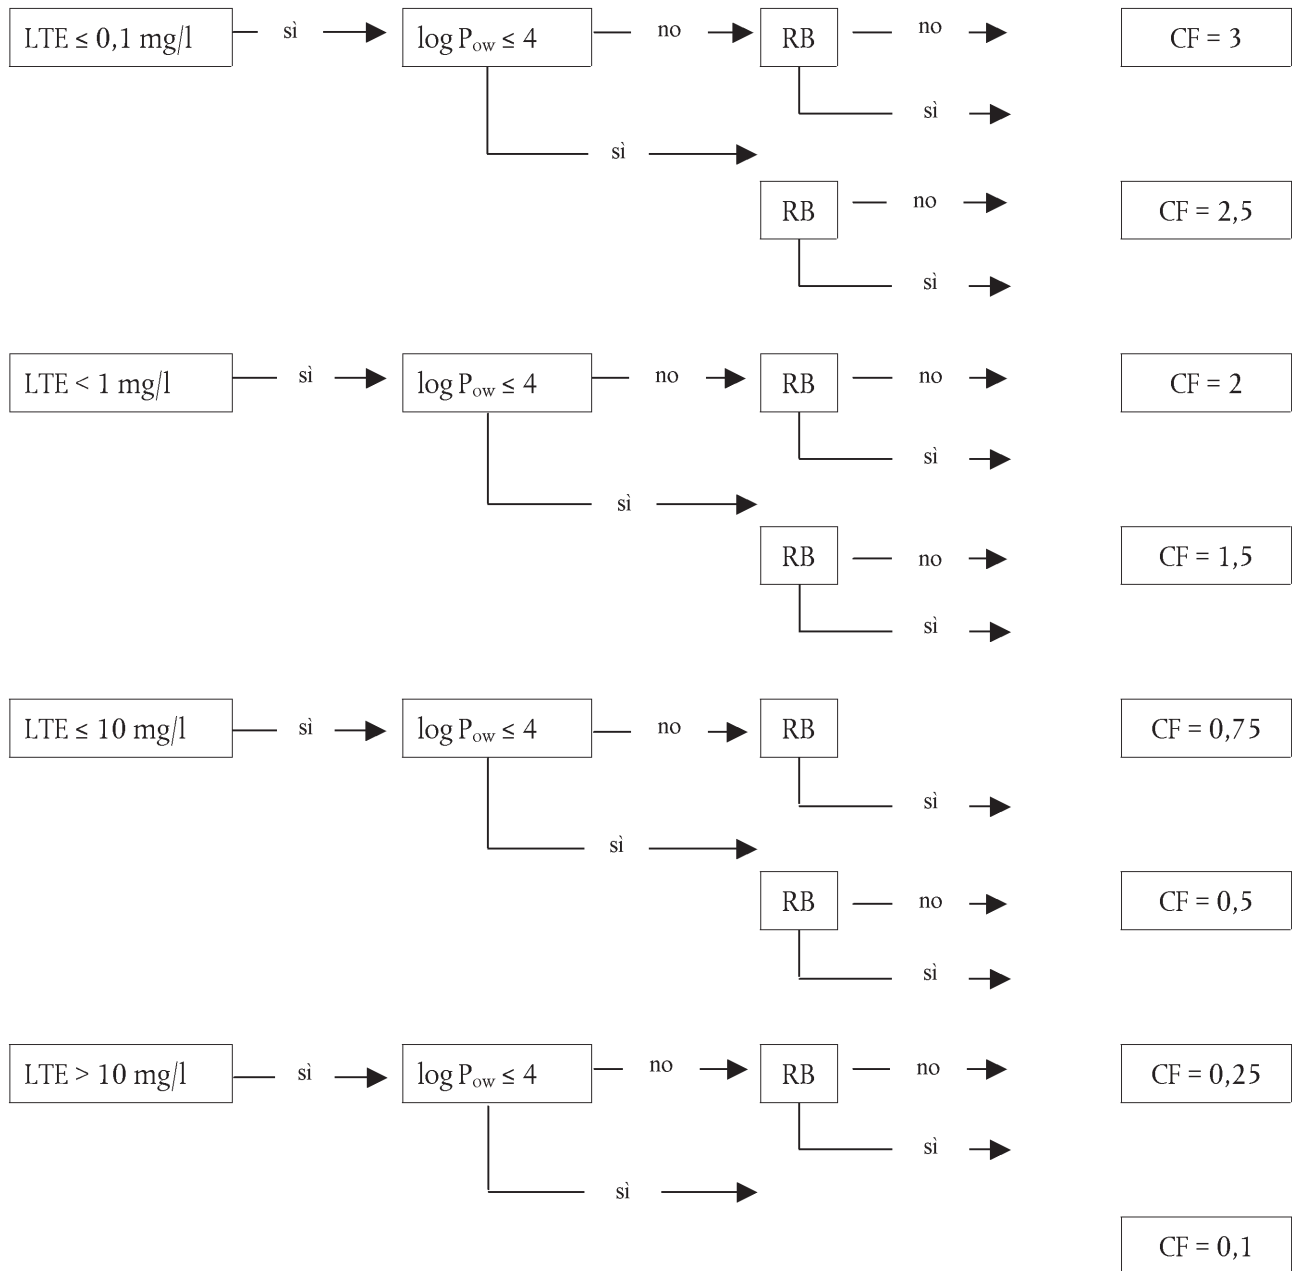 LTE ≤ 0,1 mg/l sì log Pow ≤ 4 no RB no CF = 3
sì
sì
RB no CF = 2,5
sì
LTE < 1 mg/l sì log Pow ≤ 4 no RB no CF = 2
sì
sì
RB no CF = 1,5
sì
LTE ≤ 10 mg/l sì log Pow ≤ 4 no RB CF = 0,75
sì
sì
RB no CF = 0,5
sì
LTE > 10 mg/l sì log Pow ≤ 4 no RB no CF = 0,25
sì
sì
CF = 0,1